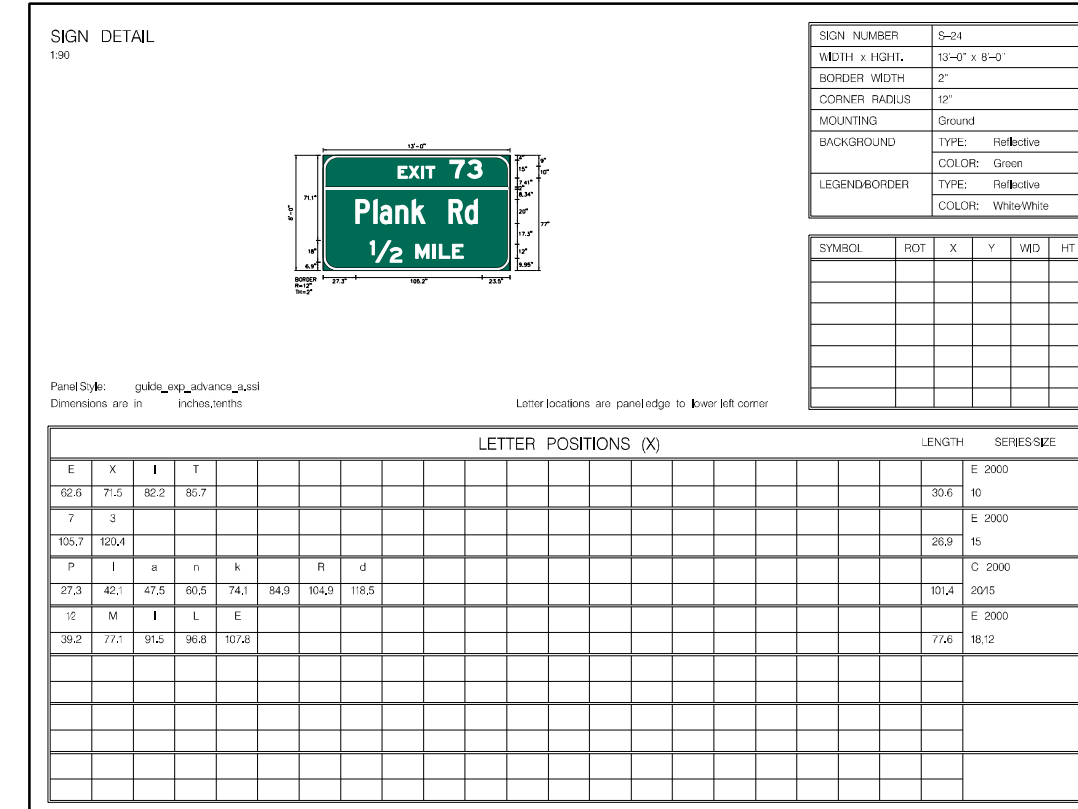 SIGN DETAIL
1:90
SIGN NUMBER S-24
WIDTH x HGHT. 13'-0" x 8'-0"
BORDER WIDTH 2"
CORNER RADIUS 12"
MOUNTING Ground
BACKGROUND TYPE: Reflective
COLOR: Green
LEGEND/BORDER TYPE: Reflective
COLOR: White/White
SYMBOL ROT X Y WID HT
13'-0"
8'-0"
71.1"
18"
6.9"
EXIT 73
Plank Rd
1/2 MILE
15"
7.41"
8.34"
20"
17.3"
12"
9.95"
9"
10"
77"
BORDER
R=12"
TH=2"
27.3" 105.2" 23.5"
Panel Style: guide_exp_advance_a.ssi
Dimensions are in inches.tenths
Letter locations are panel edge to lower left corner
LETTER POSITIONS (X) LENGTH SERIES/SIZE
E X I T E 2000
62.6 71.5 82.2 85.7 30.6 10
7 3 E 2000
105.7 120.4 26.9 15
P l a n k R d C 2000
27.3 42.1 47.5 60.5 74.1 84.9 104.9 118.5 101.4 20/15
1/2 M I L E E 2000
39.2 77.1 91.5 96.8 107.8 77.6 18,12